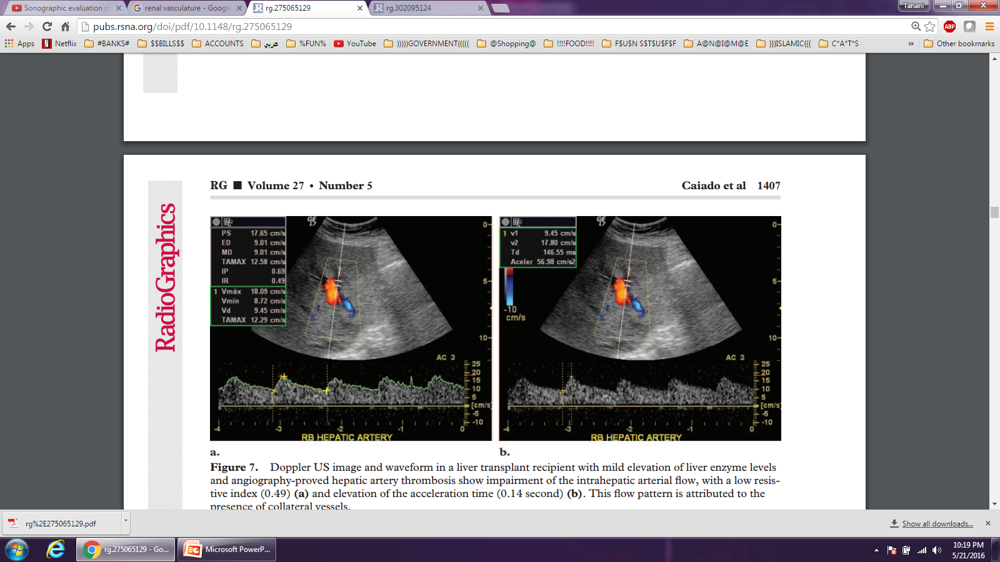 Sonographic evaluation o
renal vasculature - Google
rg.275065129
rg.302095124
Tahani
pubs.rsna.org/doi/pdf/10.1148/rg.275065129
ABP
Apps
Netflix
#BANKS#
$$BILLS$$
ACCOUNTS
عربي
%FUN%
YouTube
)))))GOVERNMENT(((((
@Shopping@
!!!!FOOD!!!!
F$U$N S$T$U$F$F
A@N@I@M@E
}}}ISLAMIC{{{
C*A*T*S
»
Other bookmarks
RG ■ Volume 27 • Number 5
Caiado et al 1407
RadioGraphics
PS 17.65 cm/s
ED 9.01 cm/s
MD 9.01 cm/s
TAMAX 12.58 cm/s
IP 0.69
IR 0.49
1 Vmáx 18.09 cm/s
Vmín 8.72 cm/s
Vd 9.45 cm/s
TAMAX 12.29 cm/s
GE
L7
0
5
10
AC 3
25
20
15
10
5
[cm/s
-5
-10
-4 -3 -2 -1 0
RB HEPATIC ARTERY
1 v1 9.45 cm/s
v2 17.80 cm/s
Td 146.55 ms
Aceler 56.98 cm/s2
-10
cm/s
GE
L7
0
5
10
AC 3
25
20
15
10
5
[cm/s
-5
-10
-4 -3 -2 -1 0
RB HEPATIC ARTERY
a.
b.
Figure 7. Doppler US image and waveform in a liver transplant recipient with mild elevation of liver enzyme levels
and angiography-proved hepatic artery thrombosis show impairment of the intrahepatic arterial flow, with a low resis-
tive index (0.49) (a) and elevation of the acceleration time (0.14 second) (b). This flow pattern is attributed to the
presence of collateral vessels.
rg%2E275065129.pdf
Show all downloads...
rg.275065129 - Go...
Microsoft PowerP...
10:19 PM
5/21/2016